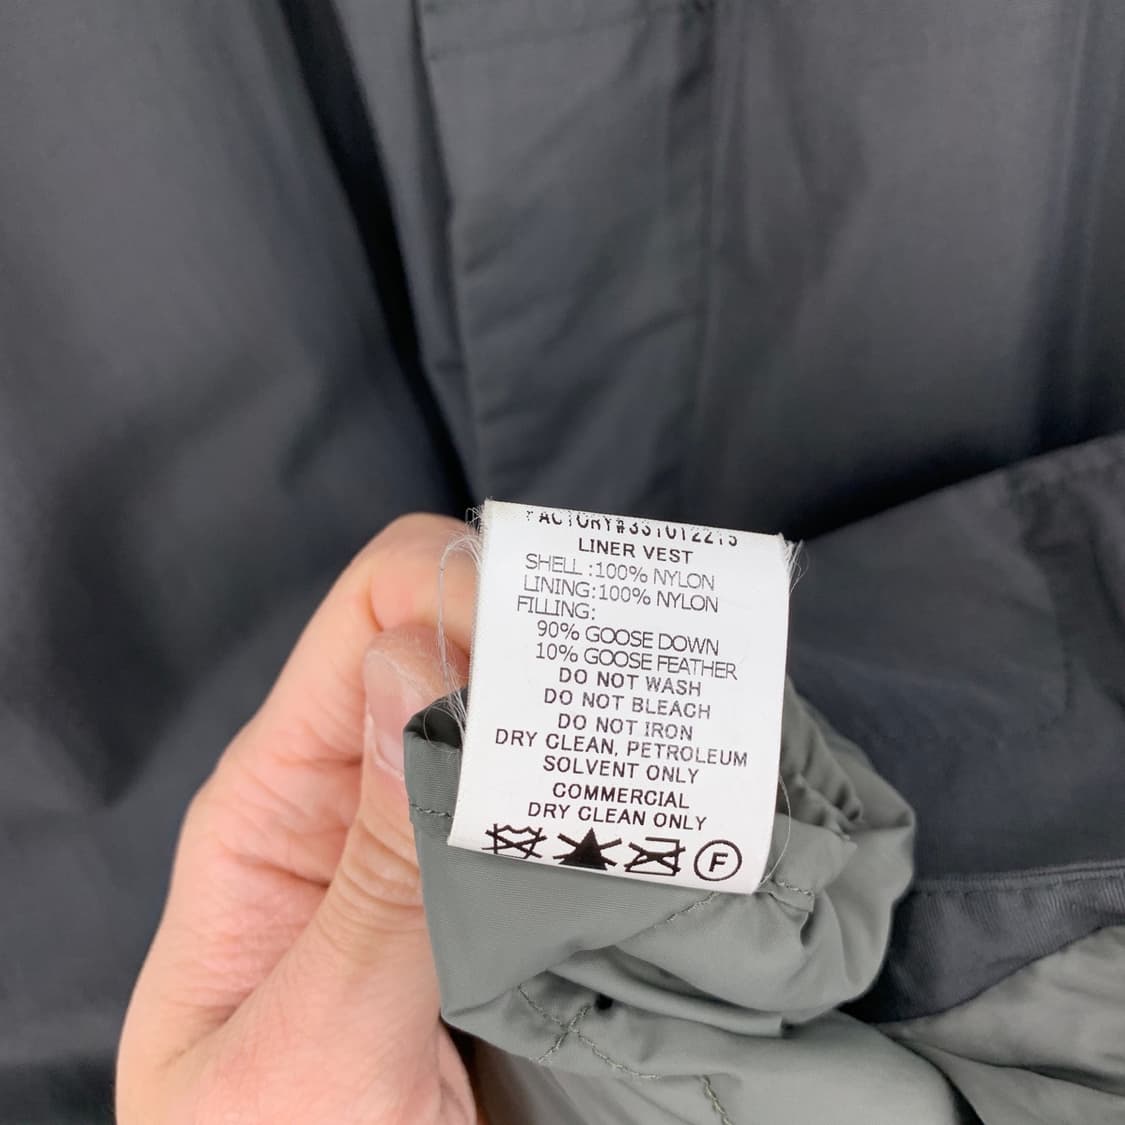 LINER VEST
SHELL :100% NYLON
LINING:100% NYLON
FILLING:
90% GOOSE DOWN
10% GOOSE FEATHER
DO NOT WASH
DO NOT BLEACH
DO NOT IRON
DRY CLEAN, PETROLEUM
SOLVENT ONLY
COMMERCIAL
DRY CLEAN ONLY
F